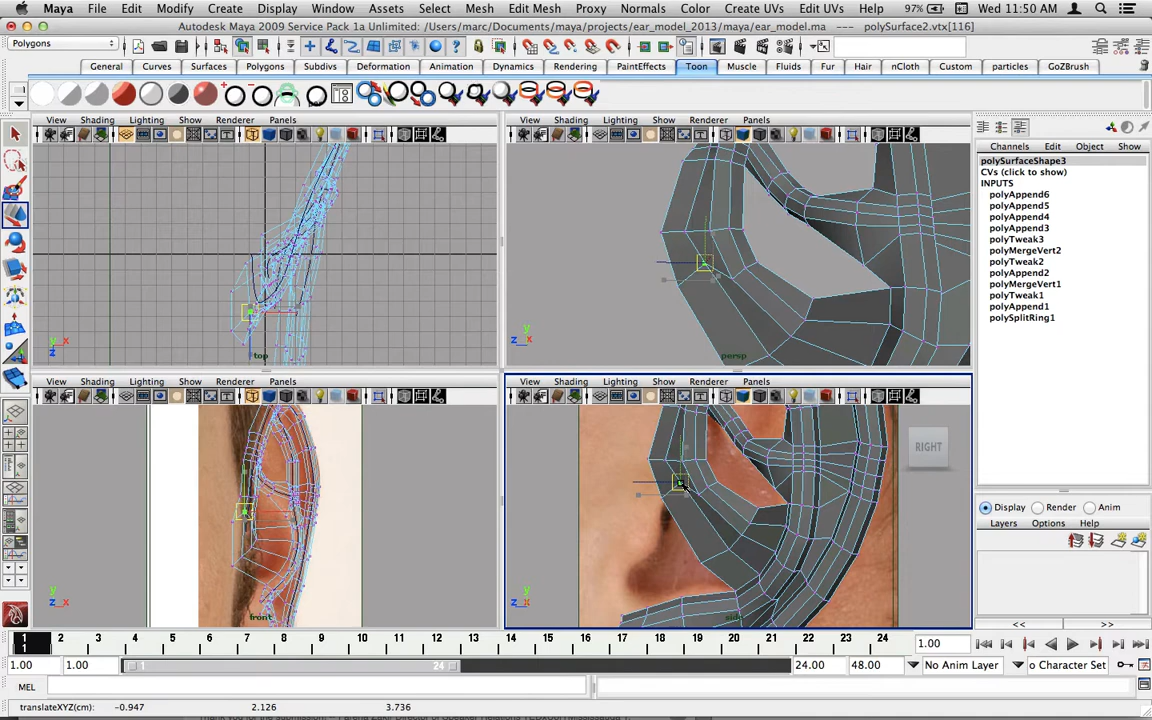 Maya File Edit Modify Create Display Window Assets Select Mesh Edit Mesh Proxy Normals Color Create UVs Edit UVs 97% Wed 11:50 AM
Autodesk Maya 2009 Service Pack 1a Unlimited: /Users/marc/Documents/maya/projects/ear_model_2013/maya/ear_model.ma --- polySurface2.vtx[116]
Polygons
General Curves Surfaces Polygons Subdivs Deformation Animation Dynamics Rendering PaintEffects Toon Muscle Fluids Fur Hair nCloth Custom particles GoZBrush
View Shading Lighting Show Renderer Panels
View Shading Lighting Show Renderer Panels
Channels Edit Object Show
polySurfaceShape3
CVs (click to show)
INPUTS
polyAppend6
polyAppend5
polyAppend4
polyAppend3
polyTweak3
polyMergeVert2
polyTweak2
polyAppend2
polyMergeVert1
polyTweak1
polyAppend1
polySplitRing1
y x
z
top
y
z x
persp
View Shading Lighting Show Renderer Panels
View Shading Lighting Show Renderer Panels
RIGHT
Display Render Anim
Layers Options Help
y
z x
front
y
z x
side
<< >>
1 2 3 4 5 6 7 8 9 10 11 12 13 14 15 16 17 18 19 20 21 22 23 24
1 1.00
1.00 1.00 1 24 24.00 48.00 No Anim Layer o Character Set
MEL
translateXYZ(cm): -0.947 2.126 3.736